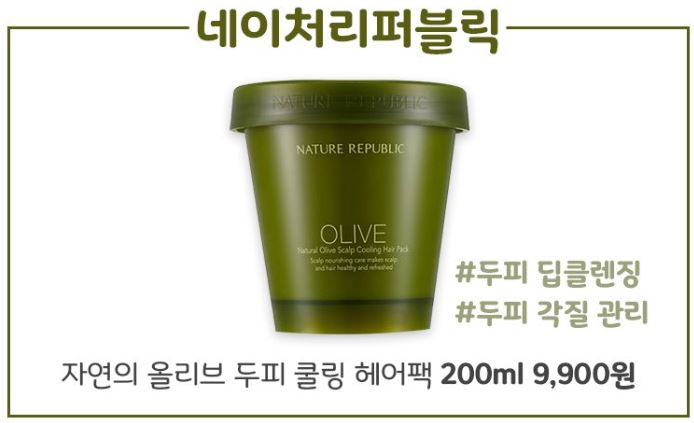 네이처리퍼블릭
NATURE REPUBLIC
NATURE REPUBLIC
OLIVE
Natural Olive Scalp Cooling Hair Pack
Scalp nourishing care makes scalp
and hair healthy and refreshed
#두피 딥클렌징
#두피 각질 관리
자연의 올리브 두피 쿨링 헤어팩 200ml 9,900원